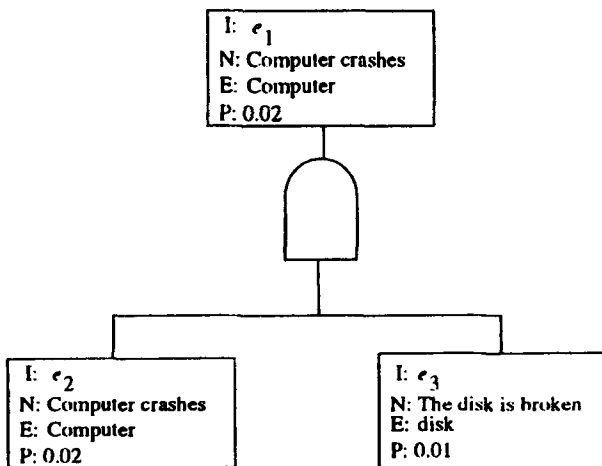 I: e1
N: Computer crashes
E: Computer
P: 0.02
I: e2
N: Computer crashes
E: Computer
P: 0.02
I: e3
N: The disk is broken
E: disk
P: 0.01